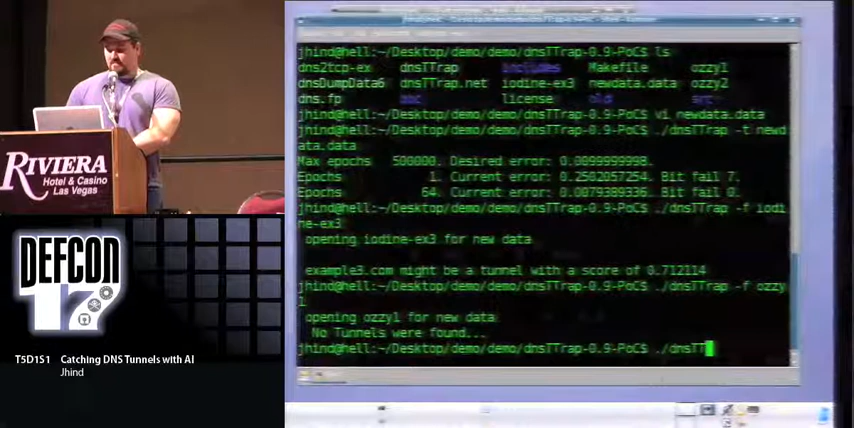 RIVIERA
Hotel & Casino
Las Vegas
DEFCON
17
T5D1S1 Catching DNS Tunnels with AI
Jhind
jhind@hell:~/Desktop/demo/demo/dnsTTrap-0.9-PoC$ ls
dns2tcp-ex dnsTTrap includes Makefile ozzy1
dnsDumpData6 dnsTTrap.net iodine-ex3 newdata.data ozzy2
dns.fp license old src
jhind@hell:~/Desktop/demo/demo/dnsTTrap-0.9-PoC$ vi newdata.data
jhind@hell:~/Desktop/demo/demo/dnsTTrap-0.9-PoC$ ./dnsTTrap -t newd
ata.data
Max epochs 500000. Desired error: 0.0099999998.
Epochs 1. Current error: 0.2502057254. Bit fail 7.
Epochs 64. Current error: 0.0079389336. Bit fail 0.
jhind@hell:~/Desktop/demo/demo/dnsTTrap-0.9-PoC$ ./dnsTTrap -f iodi
ne-ex3
opening iodine-ex3 for new data
example3.com might be a tunnel with a score of 0.712114
jhind@hell:~/Desktop/demo/demo/dnsTTrap-0.9-PoC$ ./dnsTTrap -f ozzy
1
opening ozzy1 for new data
No Tunnels were found...
jhind@hell:~/Desktop/demo/demo/dnsTTrap-0.9-PoC$ ./dnsTT